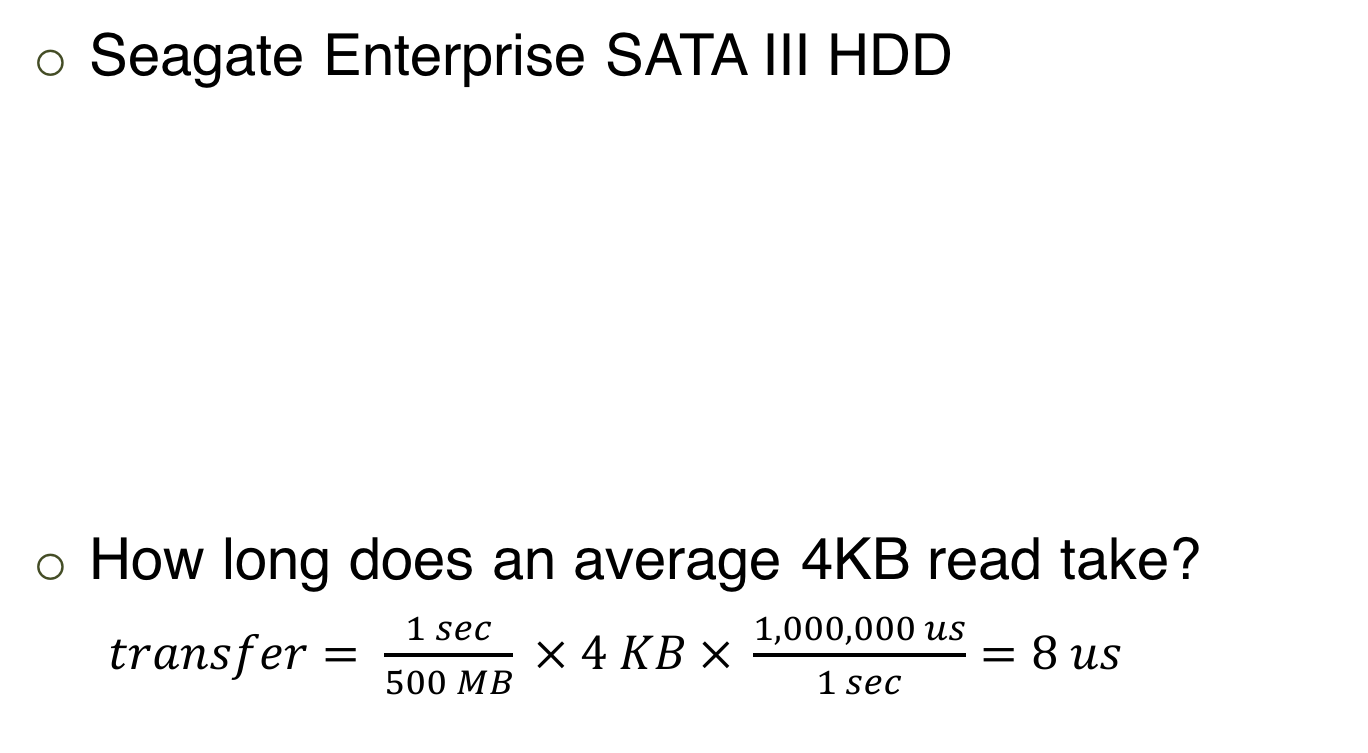 ○ Seagate Enterprise SATA III HDD
○ How long does an average 4KB read take?
transfer = 1 sec / 500 MB × 4 KB × 1,000,000 us / 1 sec = 8 us